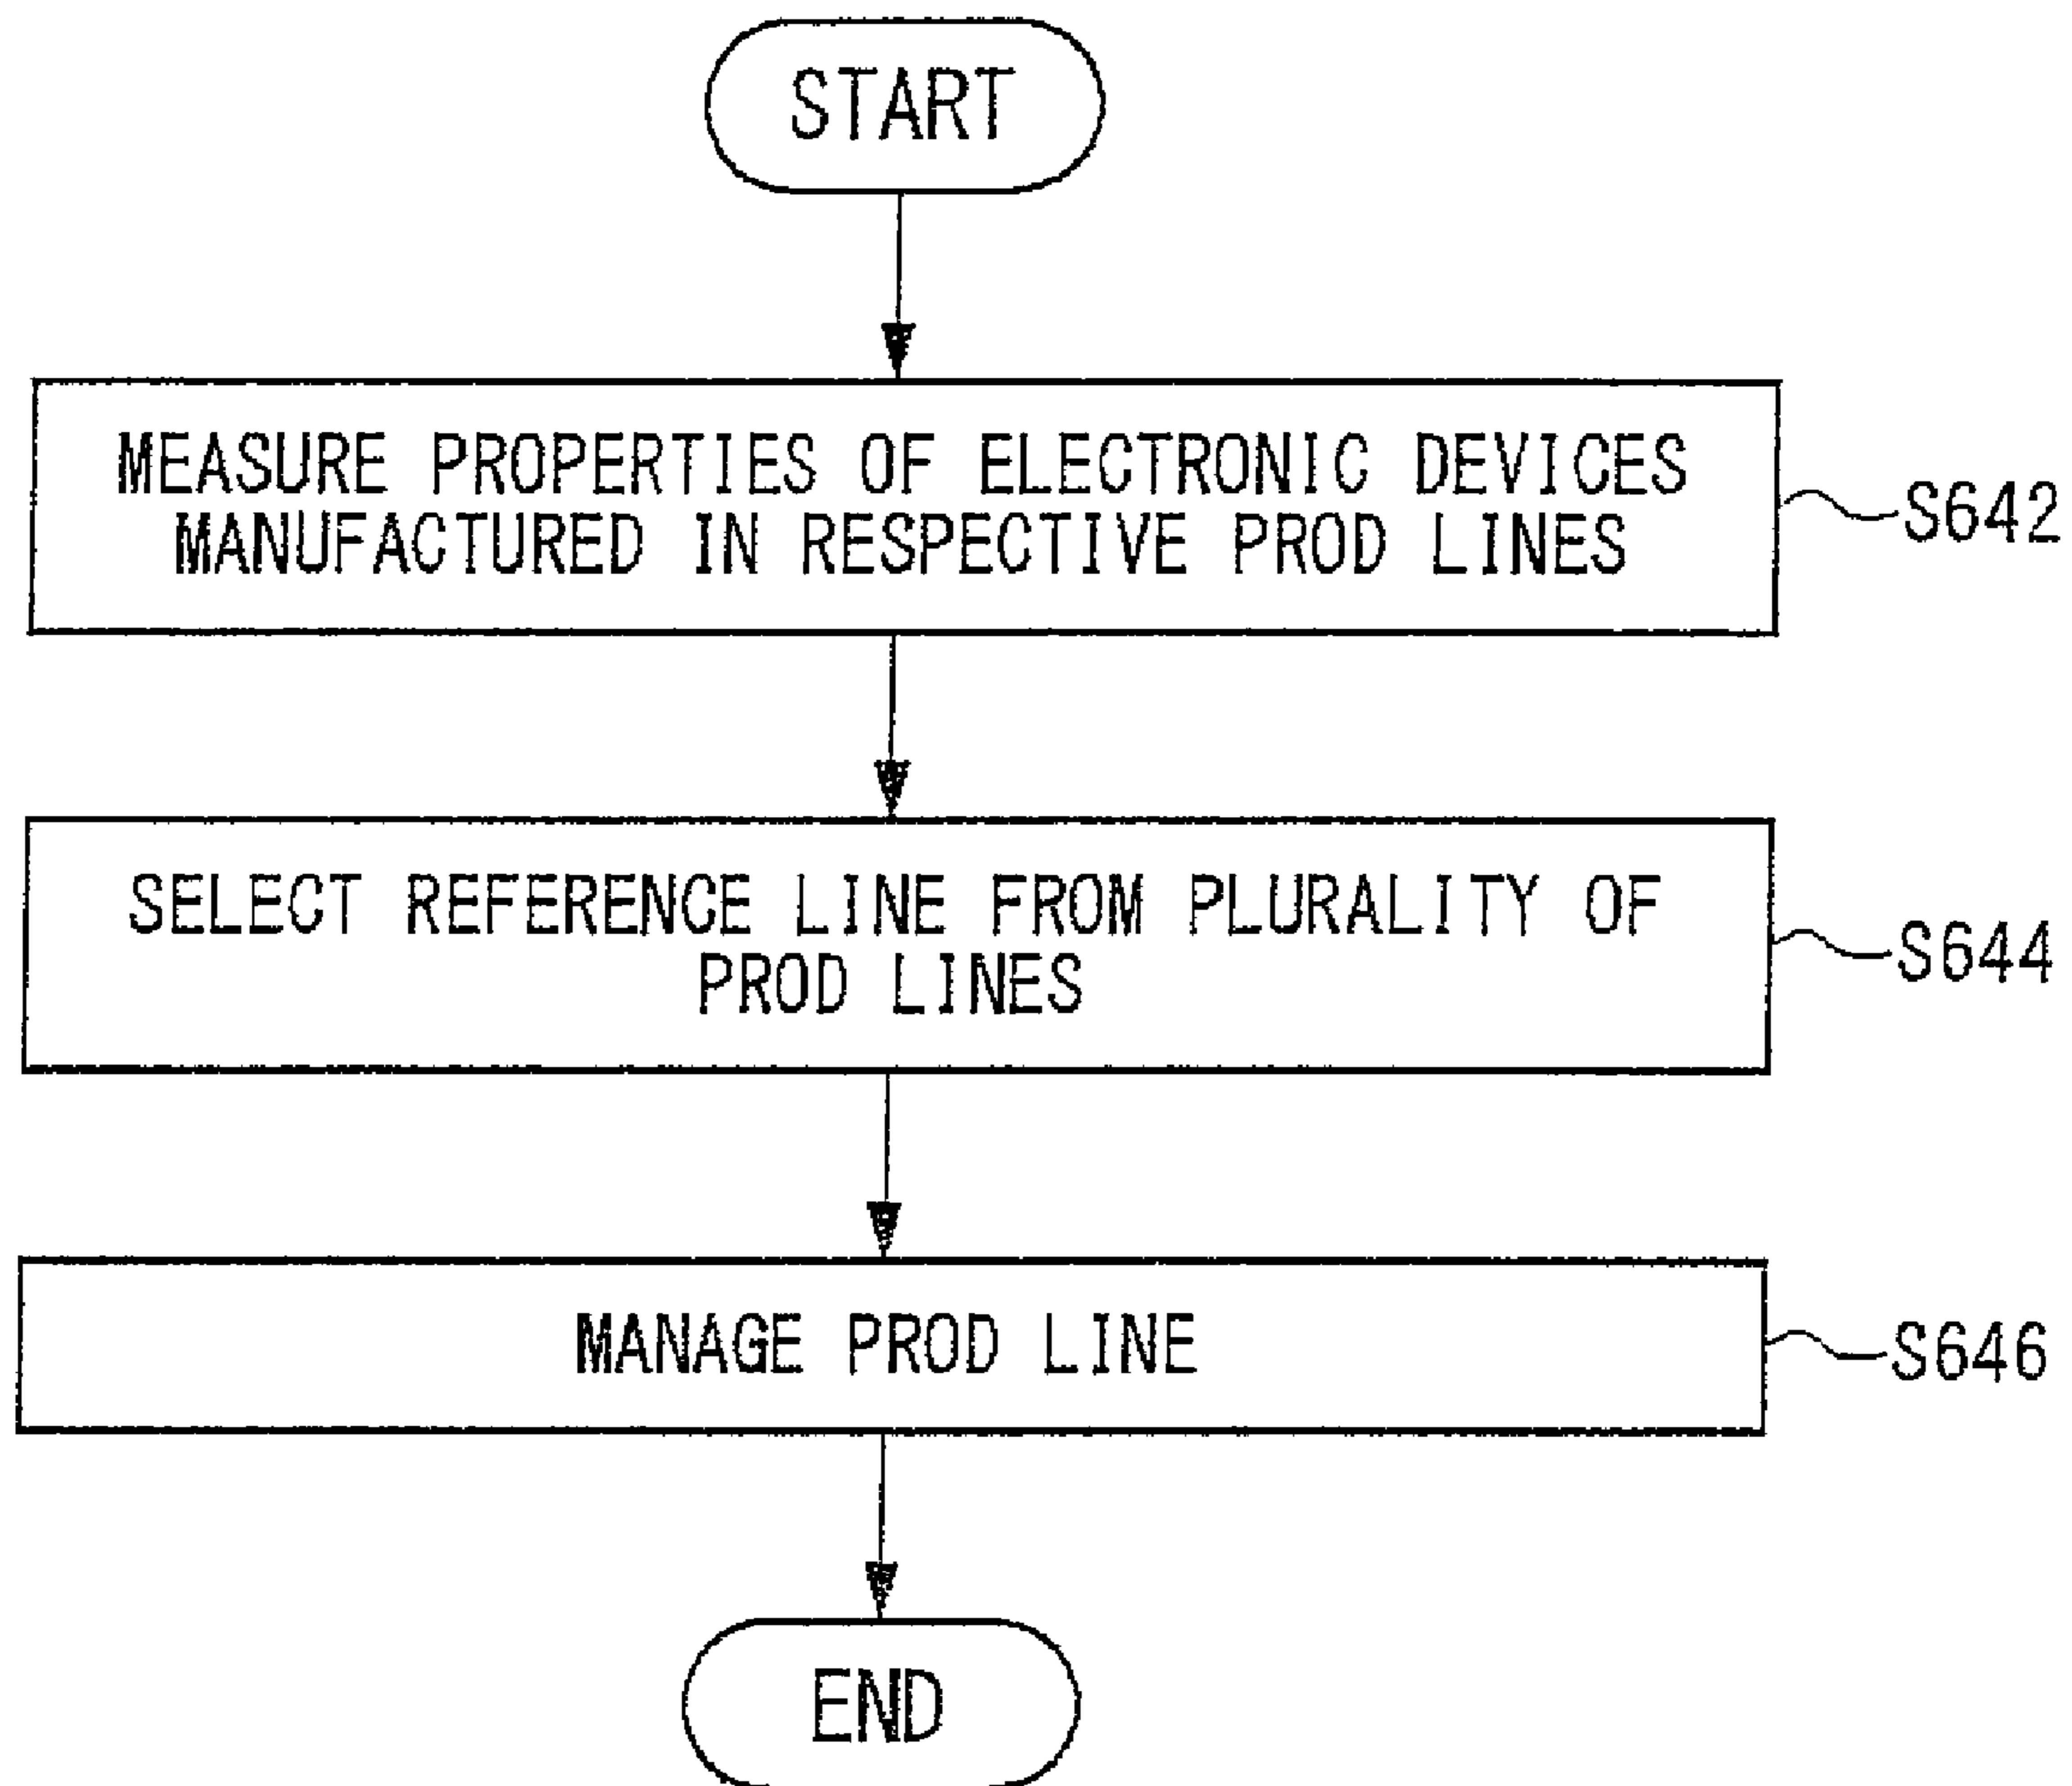 START
MEASURE PROPERTIES OF ELECTRONIC DEVICES
MANUFACTURED IN RESPECTIVE PROD LINES
S642
SELECT REFERENCE LINE FROM PLURALITY OF
PROD LINES
S644
MANAGE PROD LINE
S646
END